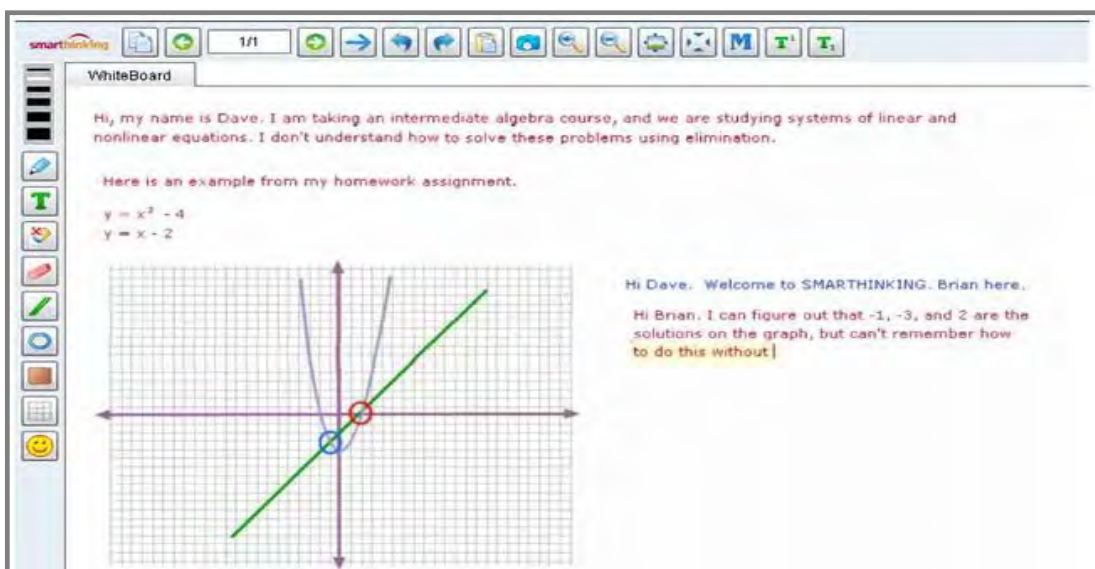 smarthinking
1/1
M T¹ T₁
WhiteBoard
Hi, my name is Dave. I am taking an intermediate algebra course, and we are studying systems of linear and
nonlinear equations. I don't understand how to solve these problems using elimination.
Here is an example from my homework assignment.
y = x² - 4
y = x - 2
T
Hi Dave. Welcome to SMARTHINKING. Brian here.
Hi Brian. I can figure out that -1, -3, and 2 are the
solutions on the graph, but can't remember how
to do this without